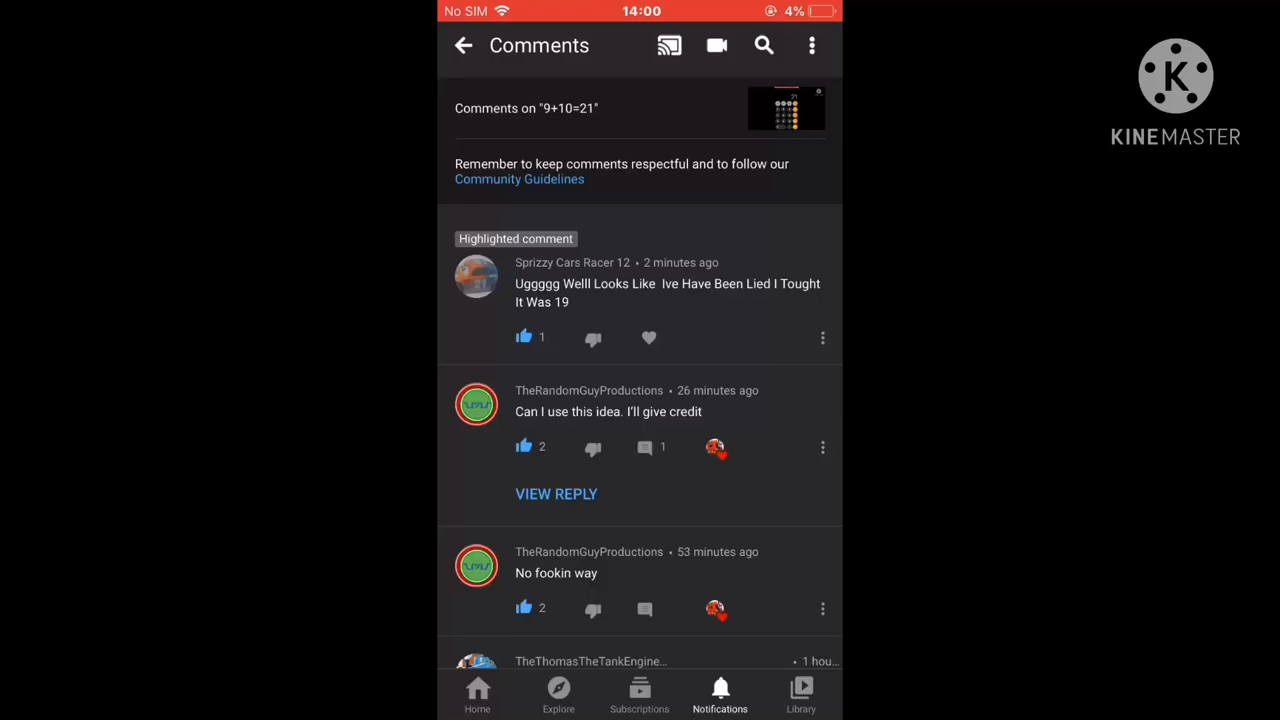 No SIM 14:00 4%
Comments
Comments on "9+10=21"
21
Remember to keep comments respectful and to follow our
Community Guidelines
Highlighted comment
Sprizzy Cars Racer 12 • 2 minutes ago
Uggggg Welll Looks Like Ive Have Been Lied I Tought
It Was 19
1
TheRandomGuyProductions • 26 minutes ago
Can I use this idea. I'll give credit
2 1
VIEW REPLY
TheRandomGuyProductions • 53 minutes ago
No fookin way
2
TheThomasTheTankEngine... • 1 hou...
Home Explore Subscriptions Notifications Library
K
KINEMASTER